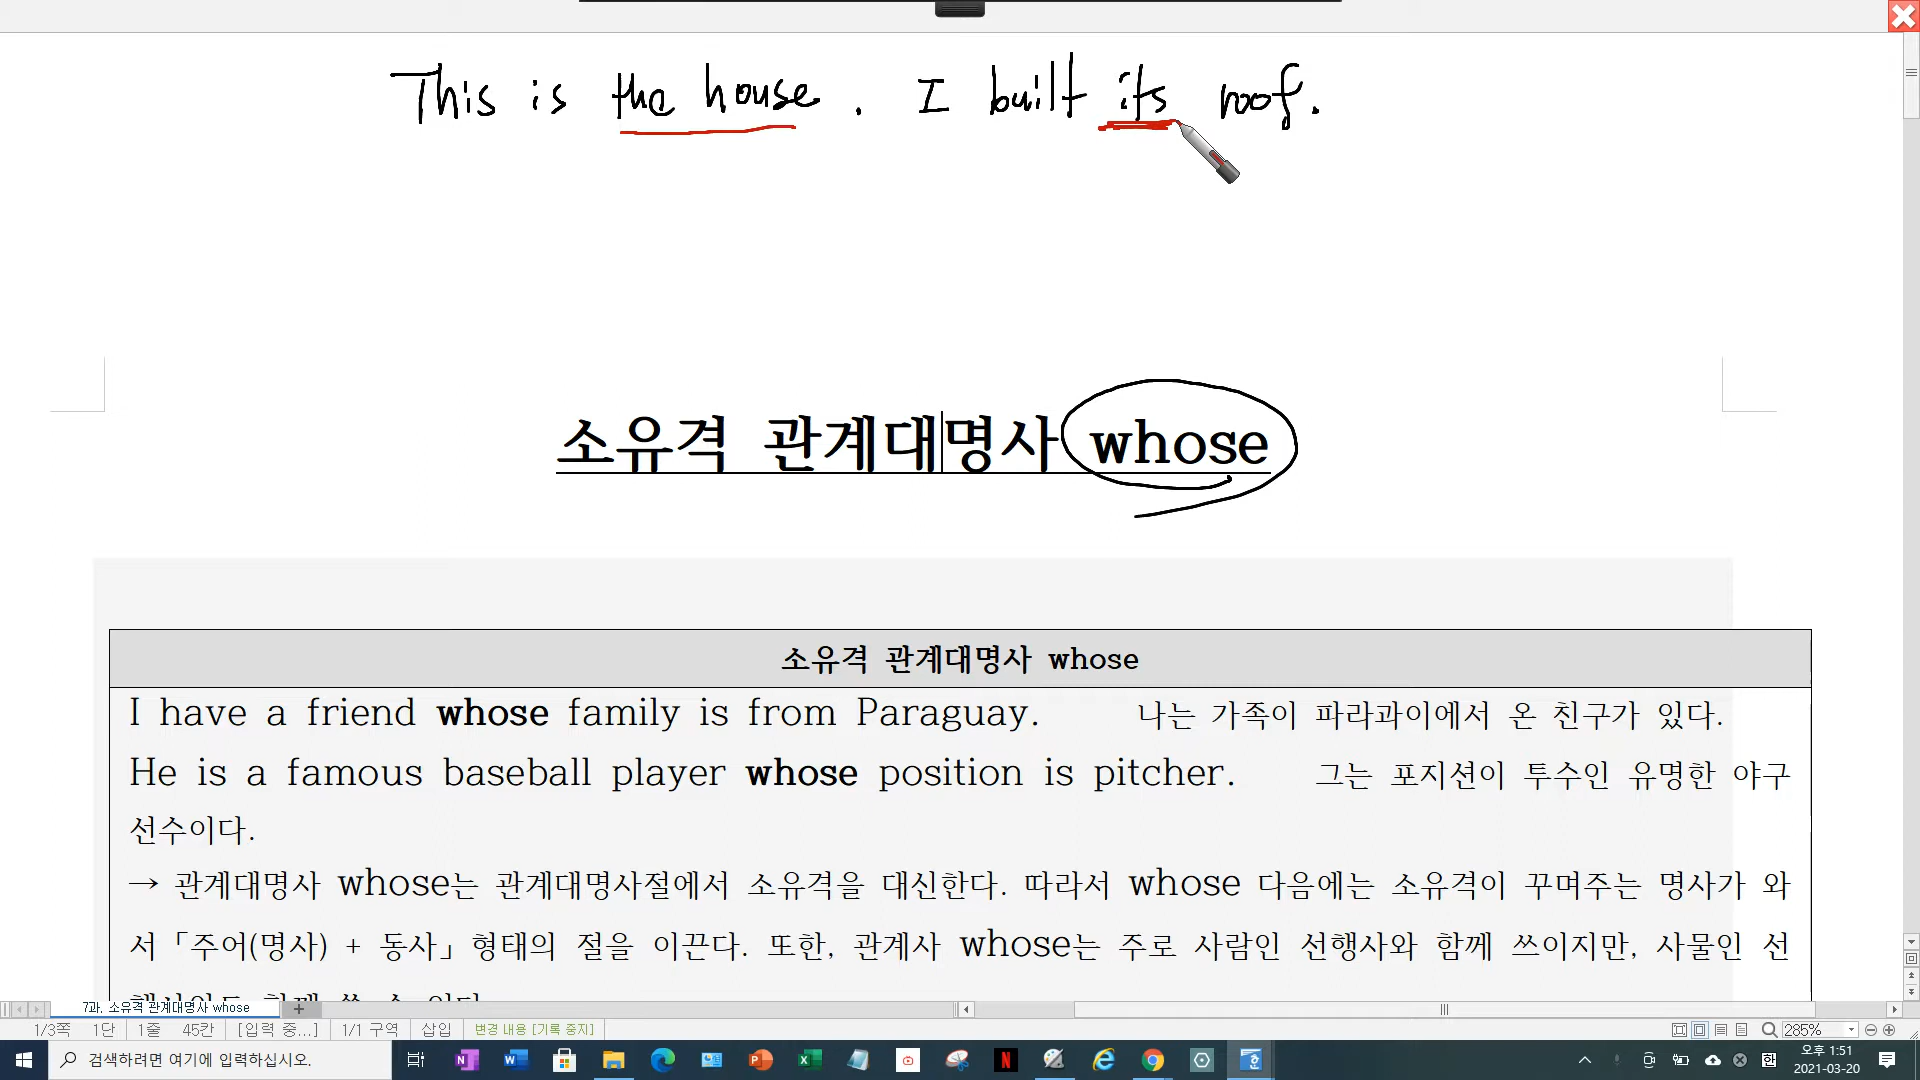 This is the house. I built its roof.
소유격 관계대명사 whose
소유격 관계대명사 whose
I have a friend whose family is from Paraguay. 나는 가족이 파라과이에서 온 친구가 있다.
He is a famous baseball player whose position is pitcher. 그는 포지션이 투수인 유명한 야구
선수이다.
→ 관계대명사 whose는 관계대명사절에서 소유격을 대신한다. 따라서 whose 다음에는 소유격이 꾸며주는 명사가 와
서「주어(명사) + 동사」형태의 절을 이끈다. 또한, 관계사 whose는 주로 사람인 선행사와 함께 쓰이지만, 사물인 선
7과, 소유격 관계대명사 whose
1/3쪽 1단 1줄 45칸 [입력 중...] 1/1 구역 삽입 변경 내용 [기록 중지] 285%
검색하려면 여기에 입력하십시오. 한 오후 1:51
2021-03-20